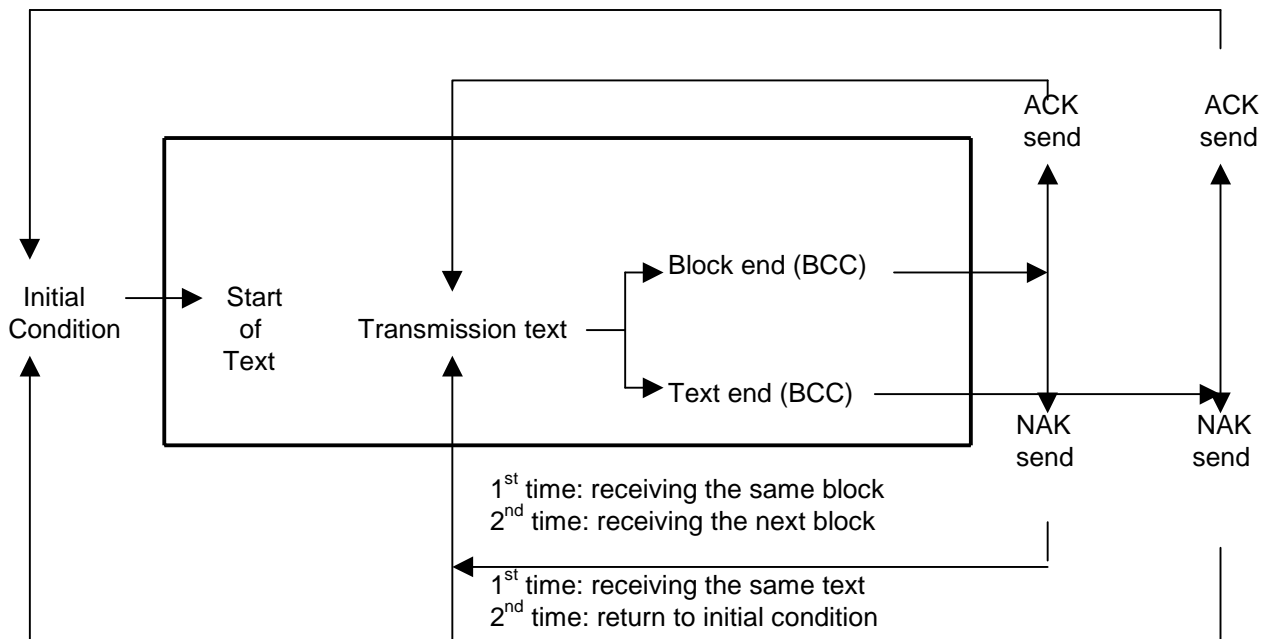 ACK
send
ACK
send
Block end (BCC)
Initial
Condition
Start
of
Text
Transmission text
Text end (BCC)
NAK
send
NAK
send
1st time: receiving the same block
2nd time: receiving the next block
1st time: receiving the same text
2nd time: return to initial condition